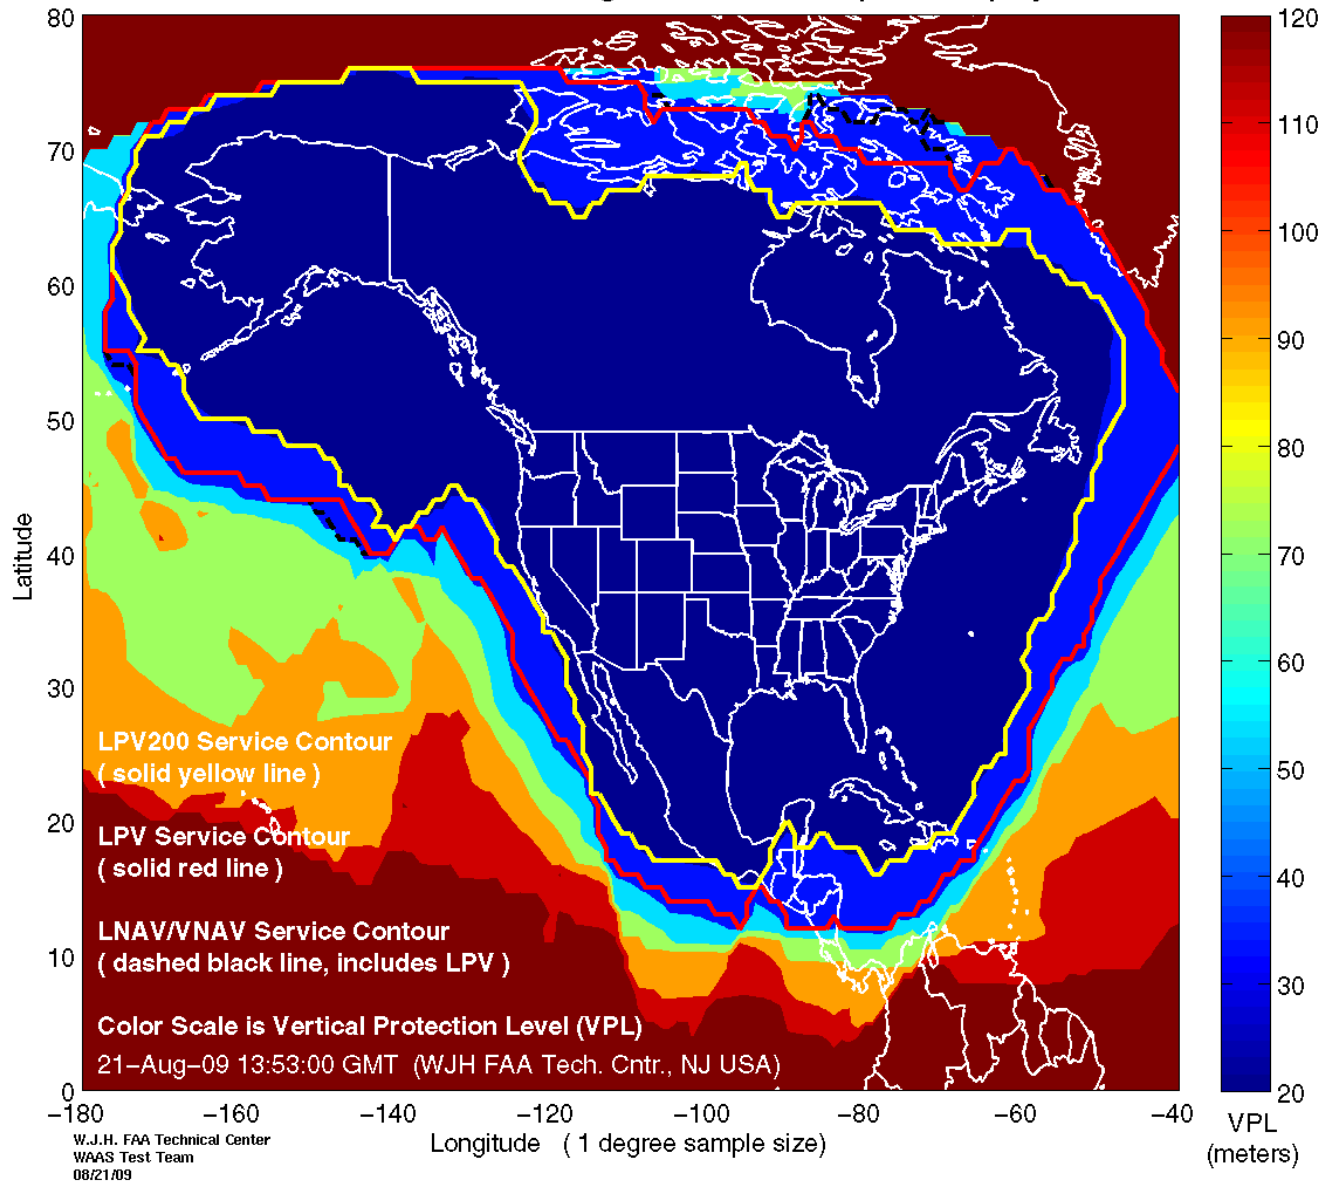 80
120
70
110
60
100
50
90
40
80
30
70
20
60
10
50
0
40
30
20
Latitude
LPV200 Service Contour
( solid yellow line )
LPV Service Contour
( solid red line )
LNAV/VNAV Service Contour
( dashed black line, includes LPV )
Color Scale is Vertical Protection Level (VPL)
21-Aug-09 13:53:00 GMT (WJH FAA Tech. Cntr., NJ USA)
-180 -160 -140 -120 -100 -80 -60 -40
Longitude ( 1 degree sample size)
VPL
(meters)
W.J.H. FAA Technical Center
WAAS Test Team
08/21/09